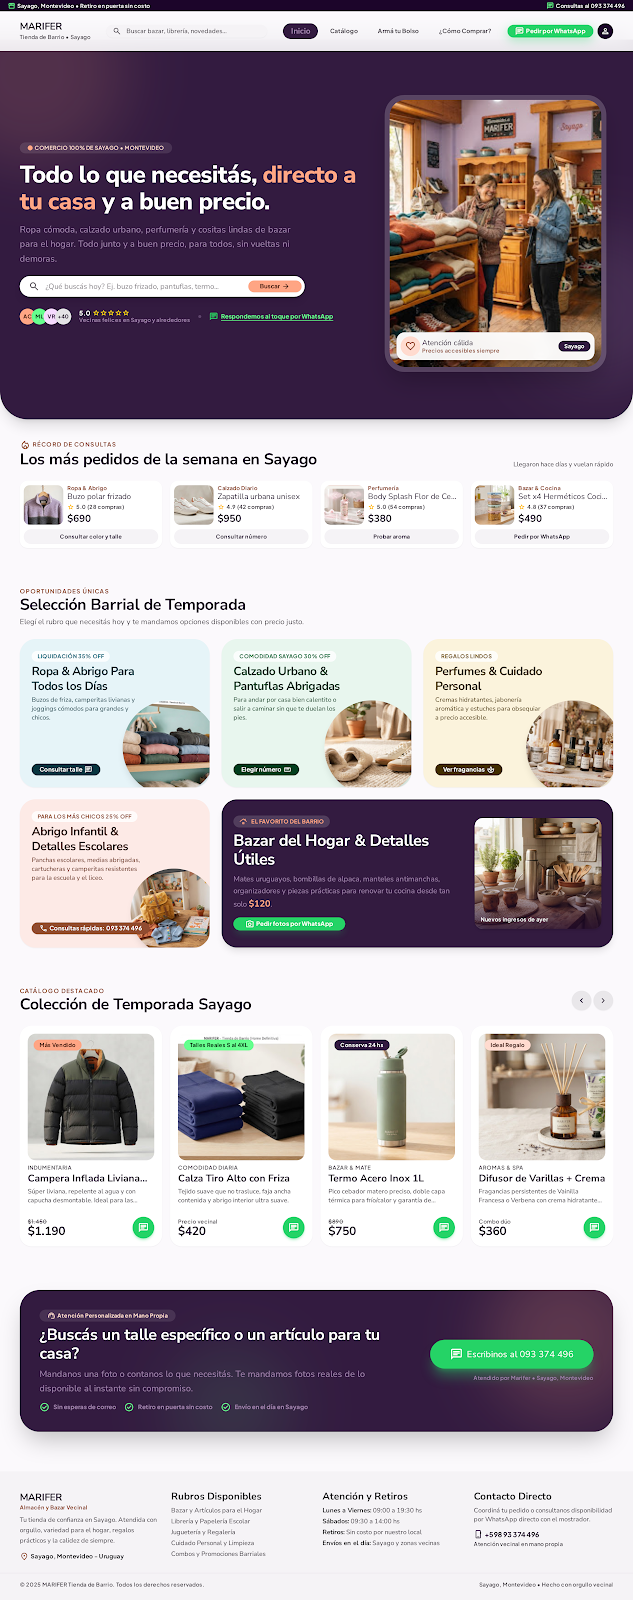 Sayago, Montevideo • Retiro en puerta sin costo
Consultas al 093 374 496
MARIFER
Tienda de Barrio • Sayago
Buscar bazar, librería, novedades...
Inicio
Catálogo
Armá tu Bolso
¿Cómo Comprar?
Pedir por WhatsApp
COMERCIO 100% DE SAYAGO • MONTEVIDEO
Todo lo que necesitás, directo a
tu casa y a buen precio.
Ropa cómoda, calzado urbano, perfumería y cositas lindas de bazar
para el hogar. Todo junto y a buen precio, para todos, sin vueltas ni
demoras.
¿Qué buscás hoy? Ej. buzo frizado, pantuflas, termo...
Buscar →
AC ML VR +40
5.0
Vecinas felices en Sayago y alrededores
Respondemos al toque por WhatsApp
MARIFER
Sayago
Atención cálida
Precios accesibles siempre
Sayago
RÉCORD DE CONSULTAS
Los más pedidos de la semana en Sayago
Llegaron hace días y vuelan rápido
Ropa & Abrigo
Buzo polar frizado
5.0 (28 compras)
$690
Consultar color y talle
Calzado Diario
Zapatilla urbana unisex
4.9 (42 compras)
$950
Consultar número
Perfumería
Body Splash Flor de Ce...
5.0 (54 compras)
$380
Probar aroma
Bazar & Cocina
Set x4 Herméticos Coci...
4.8 (37 compras)
$490
Pedir por WhatsApp
OPORTUNIDADES ÚNICAS
Selección Barrial de Temporada
Elegí el rubro que necesitás hoy y te mandamos opciones disponibles con precio justo.
LIQUIDACIÓN 35% OFF
Ropa & Abrigo Para
Todos los Días
Buzos de friza, camperitas livianas y
joggings cómodos para grandes y
chicos.
Consultar talle
COMODIDAD SAYAGO 30% OFF
Calzado Urbano &
Pantuflas Abrigadas
Para andar por casa bien calentito o
salir a caminar sin que te duelan los
pies.
Elegir número
REGALOS LINDOS
Perfumes & Cuidado
Personal
Cremas hidratantes, jabonería
aromática y estuches para obsequiar
a precio accesible.
Ver fragancias
PARA LOS MÁS CHICOS 25% OFF
Abrigo Infantil &
Detalles Escolares
Panchas escolares, medias abrigadas,
cartucheras y camperitas resistentes
para la escuela y el liceo.
Consultas rápidas: 093 374 496
EL FAVORITO DEL BARRIO
Bazar del Hogar & Detalles
Útiles
Mates uruguayos, bombillas de alpaca, manteles antimanchas,
organizadores y piezas prácticas para renovar tu cocina desde tan
solo $120.
Pedir fotos por WhatsApp
Nuevos ingresos de ayer
CATÁLOGO DESTACADO
Colección de Temporada Sayago
Más Vendido
INDUMENTARIA
Campera Inflada Liviana...
Súper liviana, repelente al agua y con
capucha desmontable. Ideal para las...
$1.450
$1.190
MARIFER
Talles Reales S al 4XL
COMODIDAD DIARIA
Calza Tiro Alto con Friza
Tejido suave que no trasluce, faja ancha
contenida y abrigo interior ultra suave.
Precio vecinal
$420
Conserva 24 hs
BAZAR & MATE
Termo Acero Inox 1L
Pico cebador matero preciso, doble capa
térmica para frío/calor y garantía de...
$890
$750
Ideal Regalo
AROMAS & SPA
Difusor de Varillas + Crema
Fragancias persistentes de Vainilla
Francesa o Verbena con crema hidratante...
Combo dúo
$360
Atención Personalizada en Mano Propia
¿Buscás un talle específico o un artículo para tu
casa?
Mandanos una foto o contanos lo que necesitás. Te mandamos fotos reales de lo
disponible al instante sin compromiso.
Sin esperas de correo
Retiro en puerta sin costo
Envío en el día en Sayago
Escribinos al 093 374 496
Atendido por Marifer • Sayago, Montevideo
MARIFER
Almacén y Bazar Vecinal
Tu tienda de confianza en Sayago. Atendida con
orgullo, variedad para el hogar, regalos
prácticos y la calidez de siempre.
Sayago, Montevideo – Uruguay
Rubros Disponibles
Bazar y Artículos para el Hogar
Librería y Papelería Escolar
Juguetería y Regalería
Cuidado Personal y Limpieza
Combos y Promociones Barriales
Atención y Retiros
Lunes a Viernes: 09:00 a 19:30 hs
Sábados: 09:30 a 14:00 hs
Retiros: Sin costo por nuestro local
Envíos en el día: Sayago y zonas vecinas
Contacto Directo
Coordiná tu pedido o consultanos disponibilidad
por WhatsApp directo con el mostrador.
+598 93 374 496
Atención vecinal en mano propia
© 2025 MARIFER Tienda de Barrio. Todos los derechos reservados.
Sayago, Montevideo • Hecho con orgullo vecinal